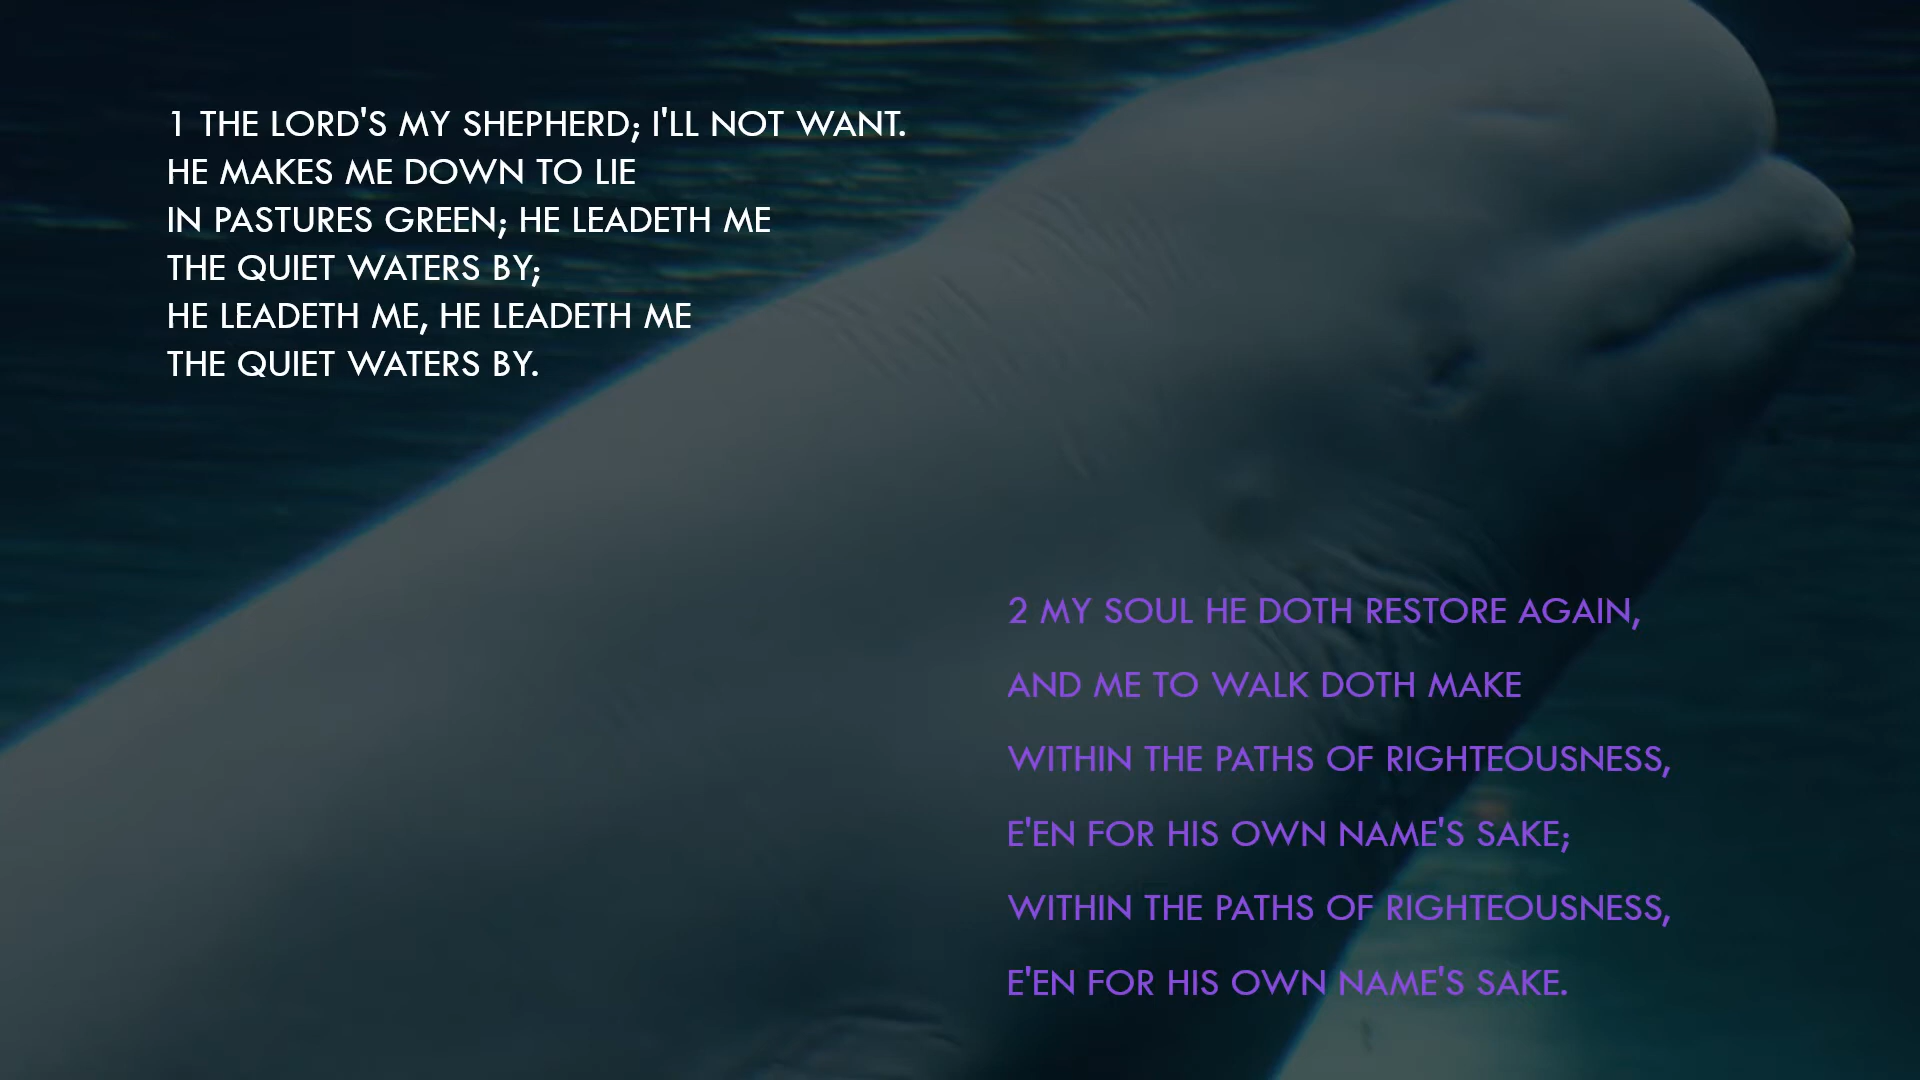 1 THE LORD'S MY SHEPHERD; I'LL NOT WANT.
HE MAKES ME DOWN TO LIE
IN PASTURES GREEN; HE LEADETH ME
THE QUIET WATERS BY;
HE LEADETH ME, HE LEADETH ME
THE QUIET WATERS BY.
2 MY SOUL HE DOTH RESTORE AGAIN,
AND ME TO WALK DOTH MAKE
WITHIN THE PATHS OF RIGHTEOUSNESS,
E'EN FOR HIS OWN NAME'S SAKE;
WITHIN THE PATHS OF RIGHTEOUSNESS,
E'EN FOR HIS OWN NAME'S SAKE.